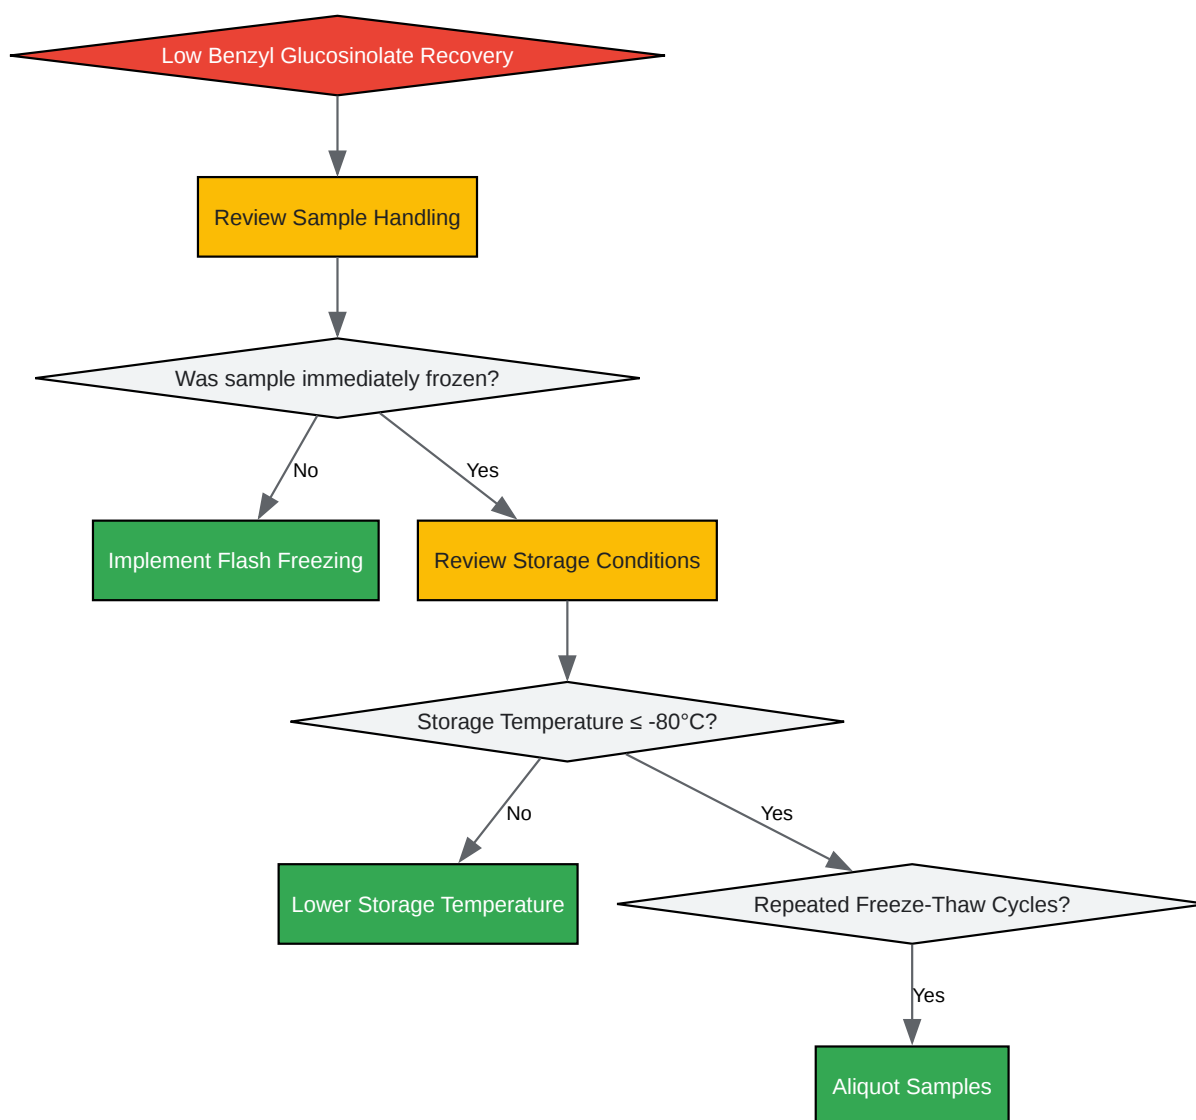 Low Benzyl Glucosinolate Recovery
Review Sample Handling
Was sample immediately frozen?
No
Yes
Implement Flash Freezing
Review Storage Conditions
Storage Temperature ≤ -80°C?
No
Yes
Lower Storage Temperature
Repeated Freeze-Thaw Cycles?
Yes
Aliquot Samples